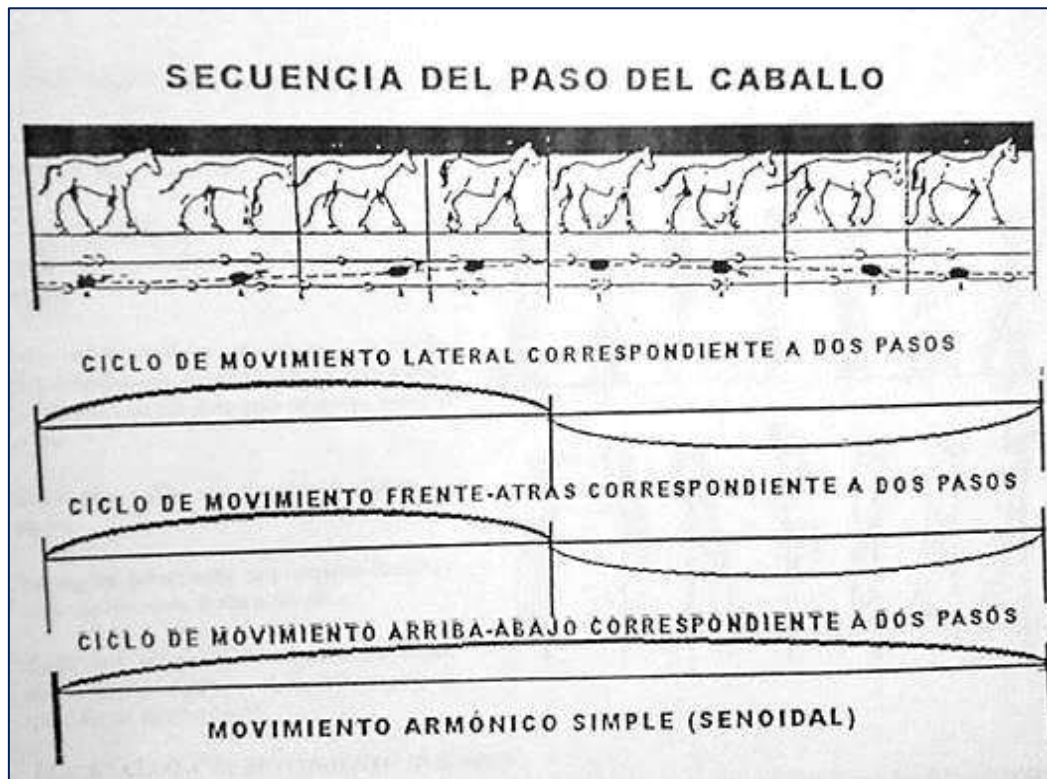 SECUENCIA DEL PASO DEL CABALLO
CICLO DE MOVIMIENTO LATERAL CORRESPONDIENTE A DOS PASOS
CICLO DE MOVIMIENTO FRENTE-ATRAS CORRESPONDIENTE A DOS PASOS
CICLO DE MOVIMIENTO ARRIBA-ABAJO CORRESPONDIENTE A DOS PASOS
MOVIMIENTO ARMÓNICO SIMPLE (SENOIDAL)